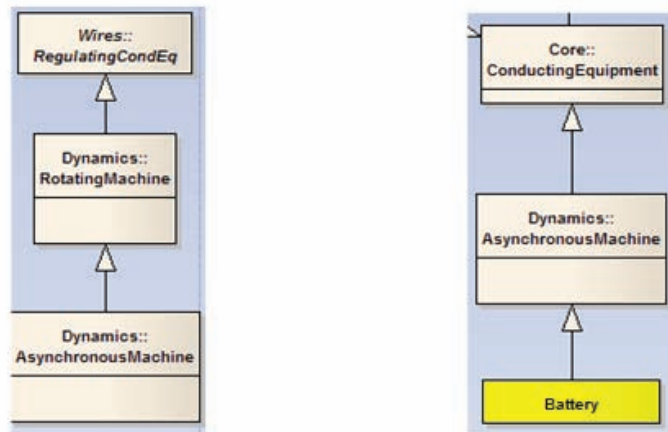 Wires::
RegulatingCondEq
Dynamics::
RotatingMachine
Dynamics::
AsynchronousMachine
Core::
ConductingEquipment
Dynamics::
AsynchronousMachine
Battery